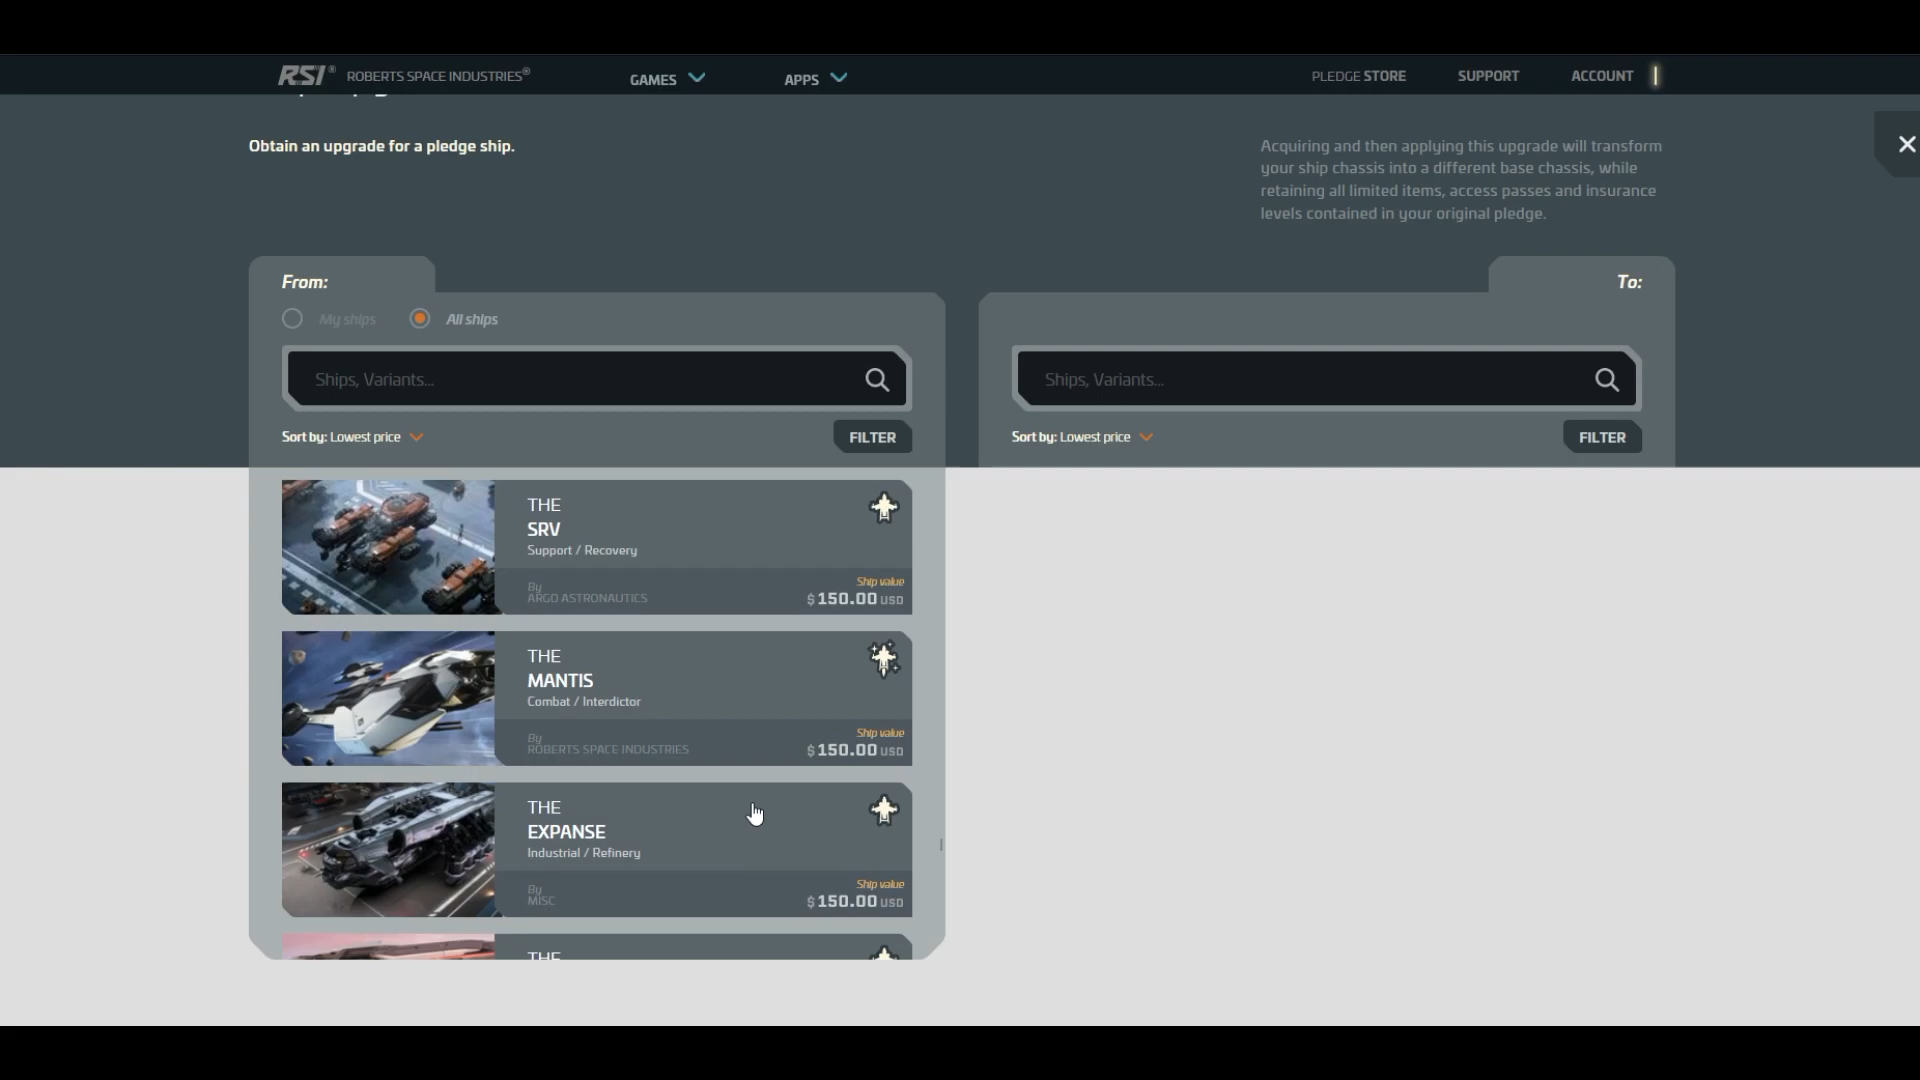 RSI® ROBERTS SPACE INDUSTRIES® GAMES APPS PLEDGE STORE SUPPORT ACCOUNT
Obtain an upgrade for a pledge ship.
Acquiring and then applying this upgrade will transform
your ship chassis into a different base chassis, while
retaining all limited items, access passes and insurance
levels contained in your original pledge.
From:
My ships All ships
Ships, Variants...
Sort by: Lowest price FILTER
THE
SRV
Support / Recovery
By
ARGO ASTRONAUTICS
Ship value
$150.00 USD
THE
MANTIS
Combat / Interdictor
By
ROBERTS SPACE INDUSTRIES
Ship value
$150.00 USD
THE
EXPANSE
Industrial / Refinery
By
MISC
Ship value
$150.00 USD
THE
To:
Ships, Variants...
Sort by: Lowest price FILTER